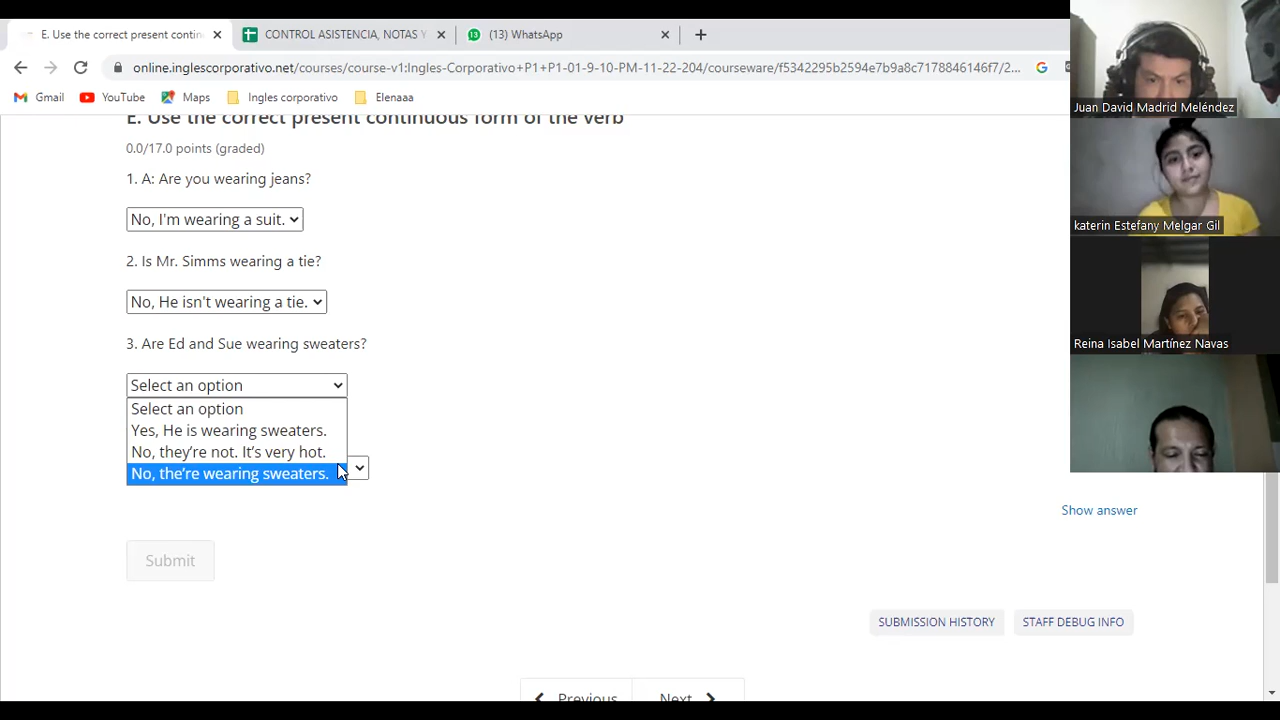 E. Use the correct present contin
CONTROL ASISTENCIA, NOTAS Y
(13) WhatsApp
online.inglescorporativo.net/courses/course-v1:Ingles-Corporativo+P1+P1-01-9-10-PM-11-22-204/courseware/f5342295b2594e7b9a8c7178846146f7/2...
Gmail
YouTube
Maps
Ingles corporativo
Elenaaa
E. Use the correct present continuous form of the verb
0.0/17.0 points (graded)
1. A: Are you wearing jeans?
No, I'm wearing a suit.
2. Is Mr. Simms wearing a tie?
No, He isn't wearing a tie.
3. Are Ed and Sue wearing sweaters?
Select an option
Select an option
Yes, He is wearing sweaters.
No, they’re not. It’s very hot.
No, the’re wearing sweaters.
Show answer
Submit
SUBMISSION HISTORY
STAFF DEBUG INFO
Previous
Next
Juan David Madrid Meléndez
katerin Estefany Melgar Gil
Reina Isabel Martínez Navas